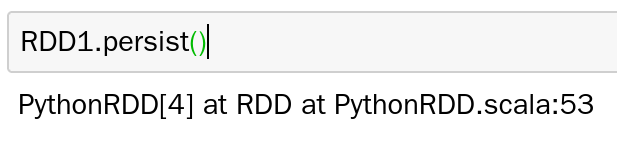 RDD1.persist()
PythonRDD[4] at RDD at PythonRDD.scala:53